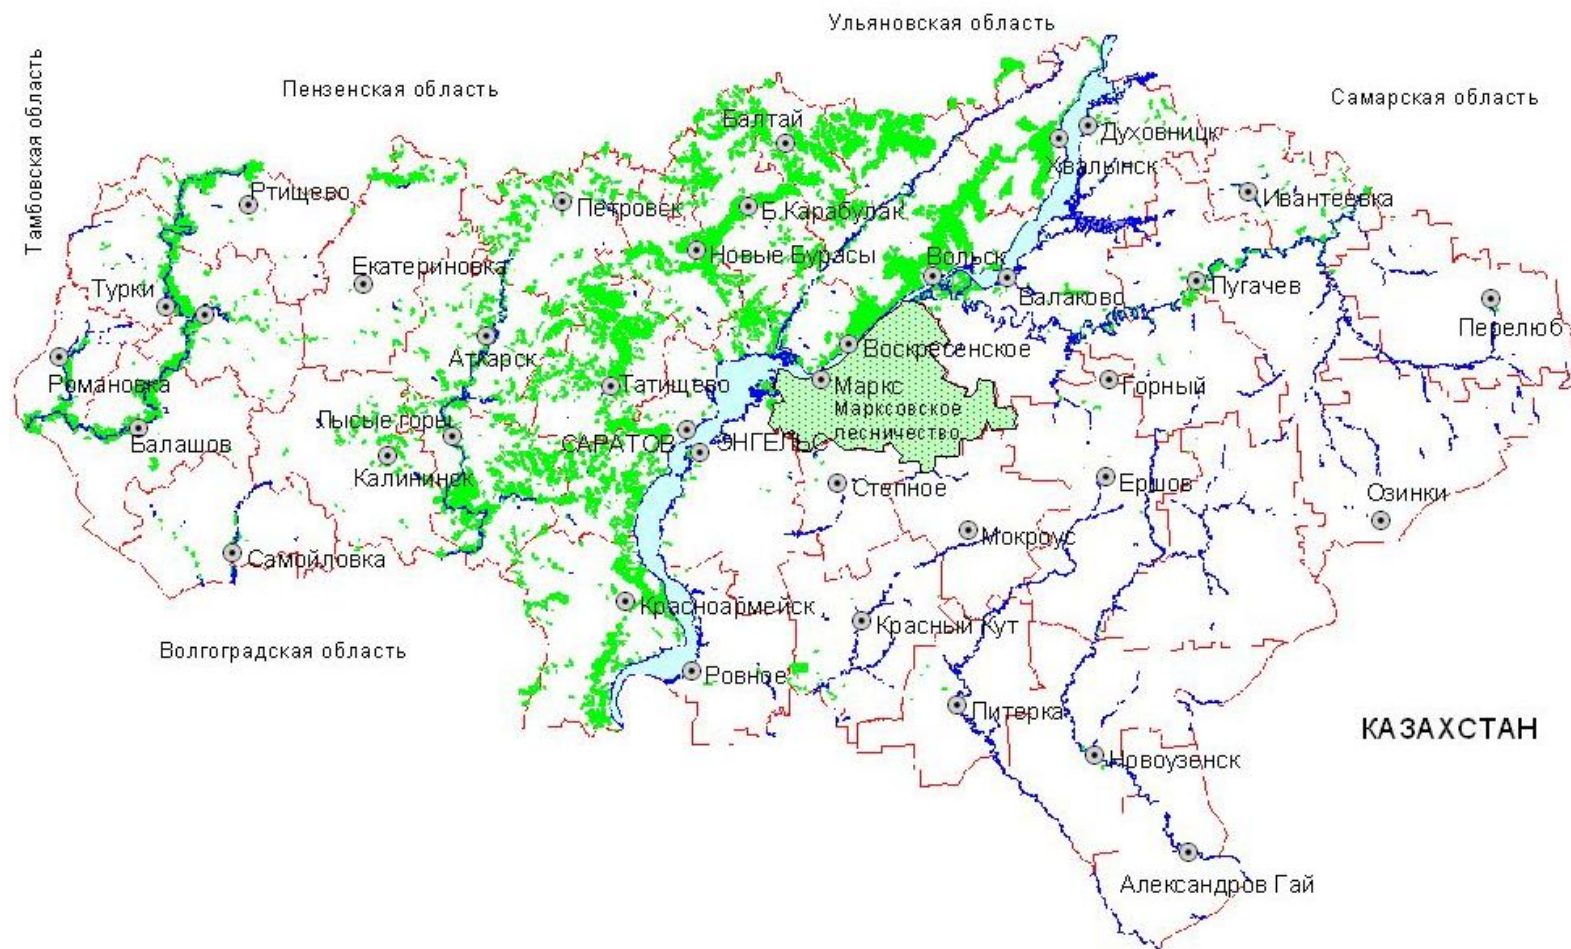 Ульяновская область
Пензенская область
Самарская область
Тамбовская область
Балтай
Духовницк
Хвалынск
Ртищево
Петровск
Б.Карабулак
Ивантеевка
Новые Бурасы
Екатериновка
Вольск
Турки
Балаково
Пугачев
Перелюб
Аткарск
Воскресенское
Романовка
Татищево
Маркс
Горный
Марксовское
лесничество
Лысые горы
Балашов
САРАТОВ
ЭНГЕЛЬС
Калининск
Степное
Ершов
Озинки
Мокроус
Самойловка
Красноармейск
Красный Кут
Волгоградская область
Ровное
Питерка
КАЗАХСТАН
Новоузенск
Александров Гай